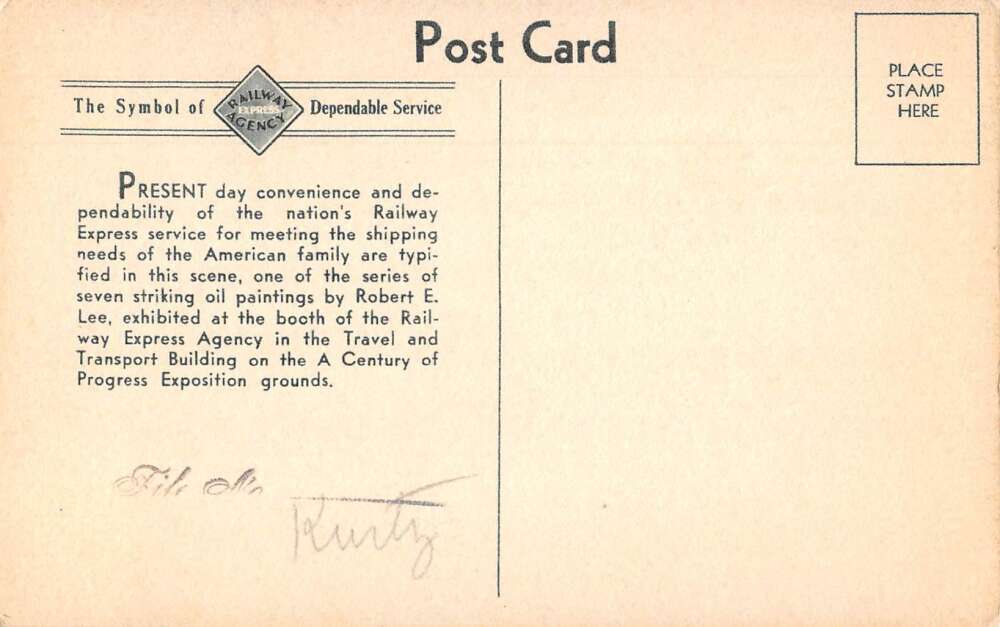 Post Card
PLACE
STAMP
HERE
The Symbol of RAILWAY EXPRESS AGENCY Dependable Service
PRESENT day convenience and de-
pendability of the nation's Railway
Express service for meeting the shipping
needs of the American family are typi-
fied in this scene, one of the series of
seven striking oil paintings by Robert E.
Lee, exhibited at the booth of the Rail-
way Express Agency in the Travel and
Transport Building on the A Century of
Progress Exposition grounds.
File No
Kurtz